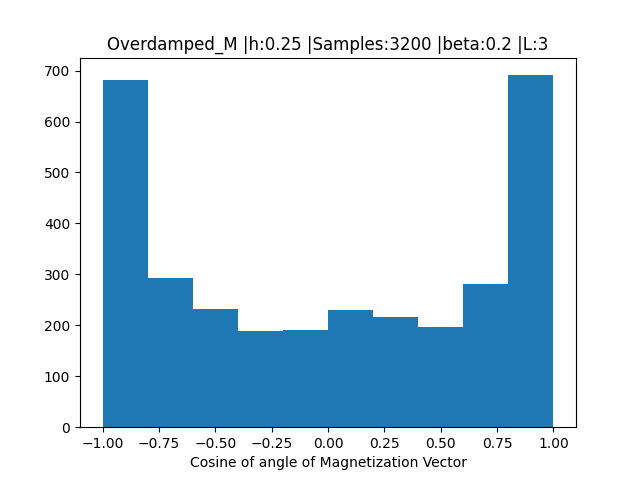 Overdamped_M |h:0.25 |Samples:3200 |beta:0.2 |L:3
700
600
500
400
300
200
100
0
−1.00 −0.75 −0.50 −0.25 0.00 0.25 0.50 0.75 1.00
Cosine of angle of Magnetization Vector